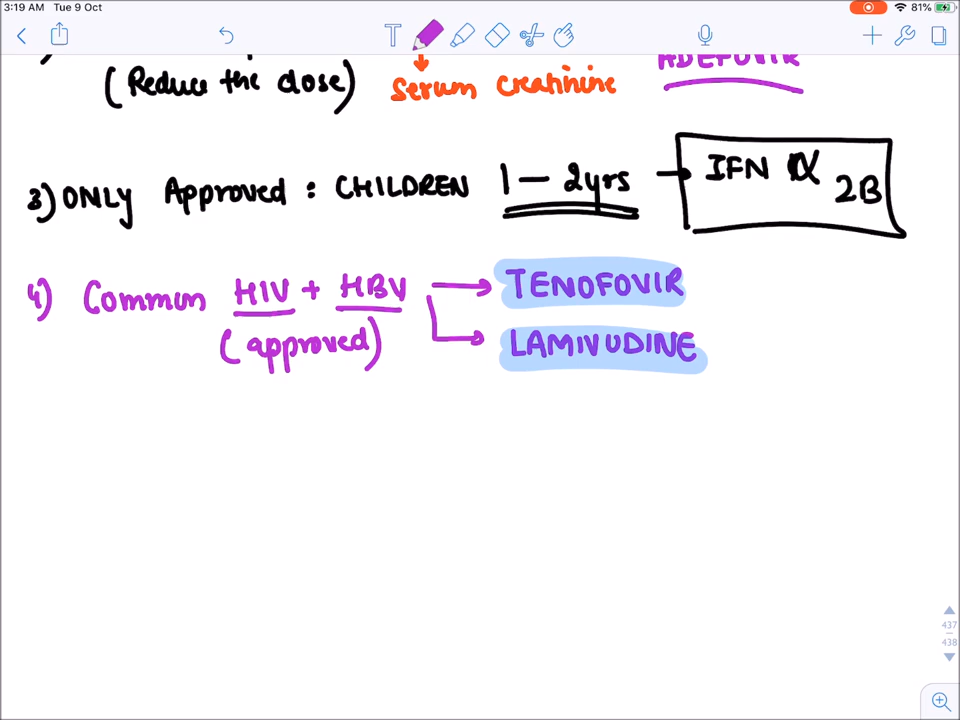 3:19 AM Tue 9 Oct 81%
ADEFOVIR
(Reduce the dose) Serum creatinine
3) ONLY Approved : CHILDREN 1 – 2yrs → IFN α 2B
4) Common HIV + HBV → TENOFOVIR
(approved) → LAMIVUDINE
437
438